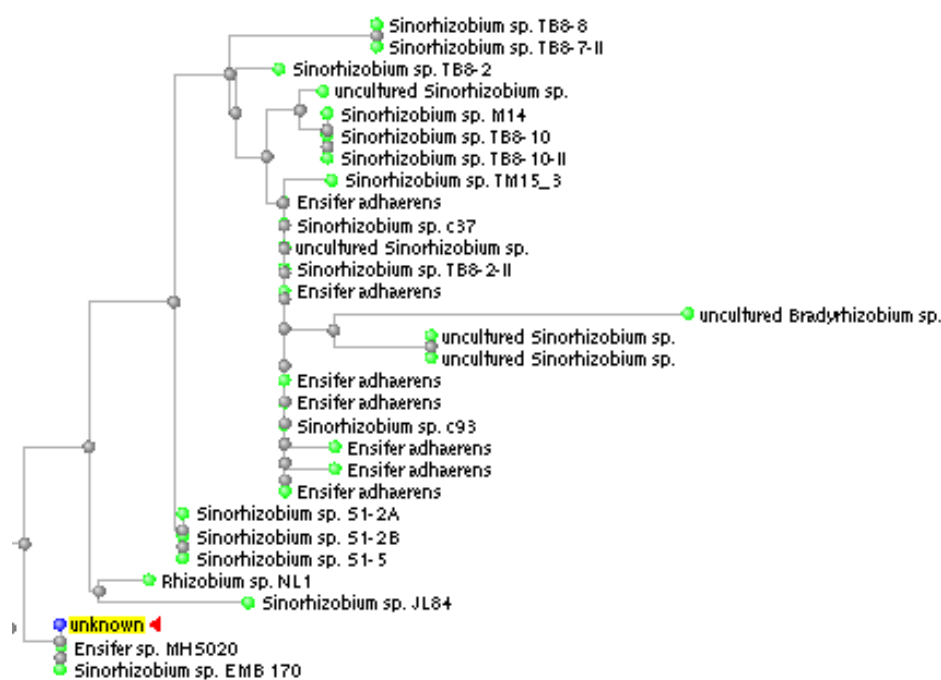 Sinorhizobium sp. TB8-8
Sinorhizobium sp. TB8-7-II
Sinorhizobium sp. TB8-2
uncultured Sinorhizobium sp.
Sinorhizobium sp. M14
Sinorhizobium sp. TB8-10
Sinorhizobium sp. TB8-10-II
Sinorhizobium sp. TM15_3
Ensifer adhaerens
Sinorhizobium sp. c37
uncultured Sinorhizobium sp.
Sinorhizobium sp. TB8-2-II
Ensifer adhaerens
uncultured Bradyrhizobium sp.
uncultured Sinorhizobium sp.
uncultured Sinorhizobium sp.
Ensifer adhaerens
Ensifer adhaerens
Sinorhizobium sp. c93
Ensifer adhaerens
Ensifer adhaerens
Ensifer adhaerens
Sinorhizobium sp. S1-2A
Sinorhizobium sp. S1-2B
Sinorhizobium sp. S1-5
Rhizobium sp. NL1
Sinorhizobium sp. JL84
unknown
Ensifer sp. MHS020
Sinorhizobium sp. EMB 170